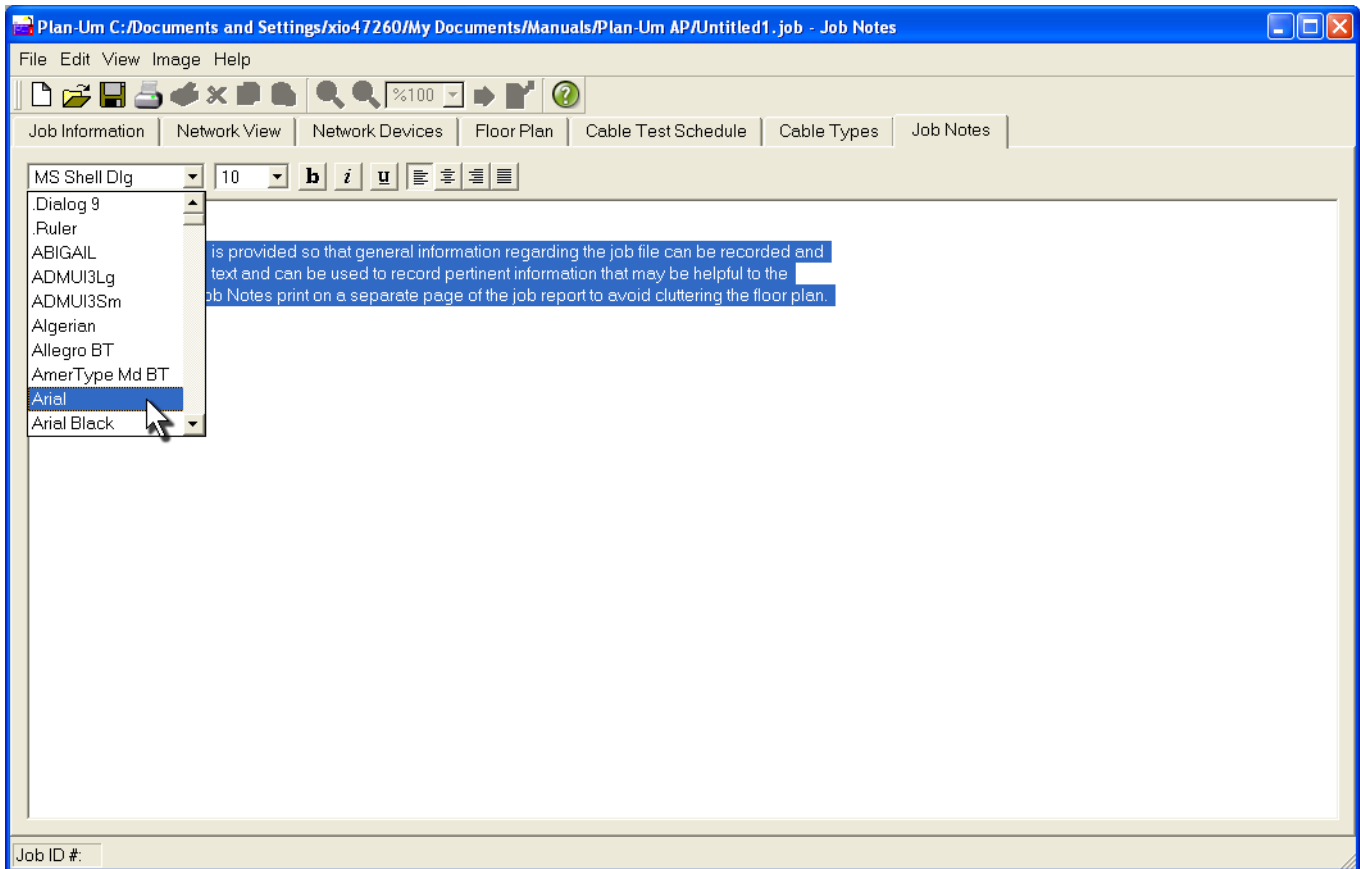 Plan-Um C:/Documents and Settings/xio47260/My Documents/Manuals/Plan-Um AP/Untitled1.job - Job Notes
File Edit View Image Help
%100
Job Information Network View Network Devices Floor Plan Cable Test Schedule Cable Types Job Notes
MS Shell Dlg 10 b i u
.Dialog 9
.Ruler
ABIGAIL is provided so that general information regarding the job file can be recorded and
ADMUI3Lg text and can be used to record pertinent information that may be helpful to the
ADMUI3Sm ob Notes print on a separate page of the job report to avoid cluttering the floor plan.
Algerian
Allegro BT
AmerType Md BT
Arial
Arial Black
Job ID #: